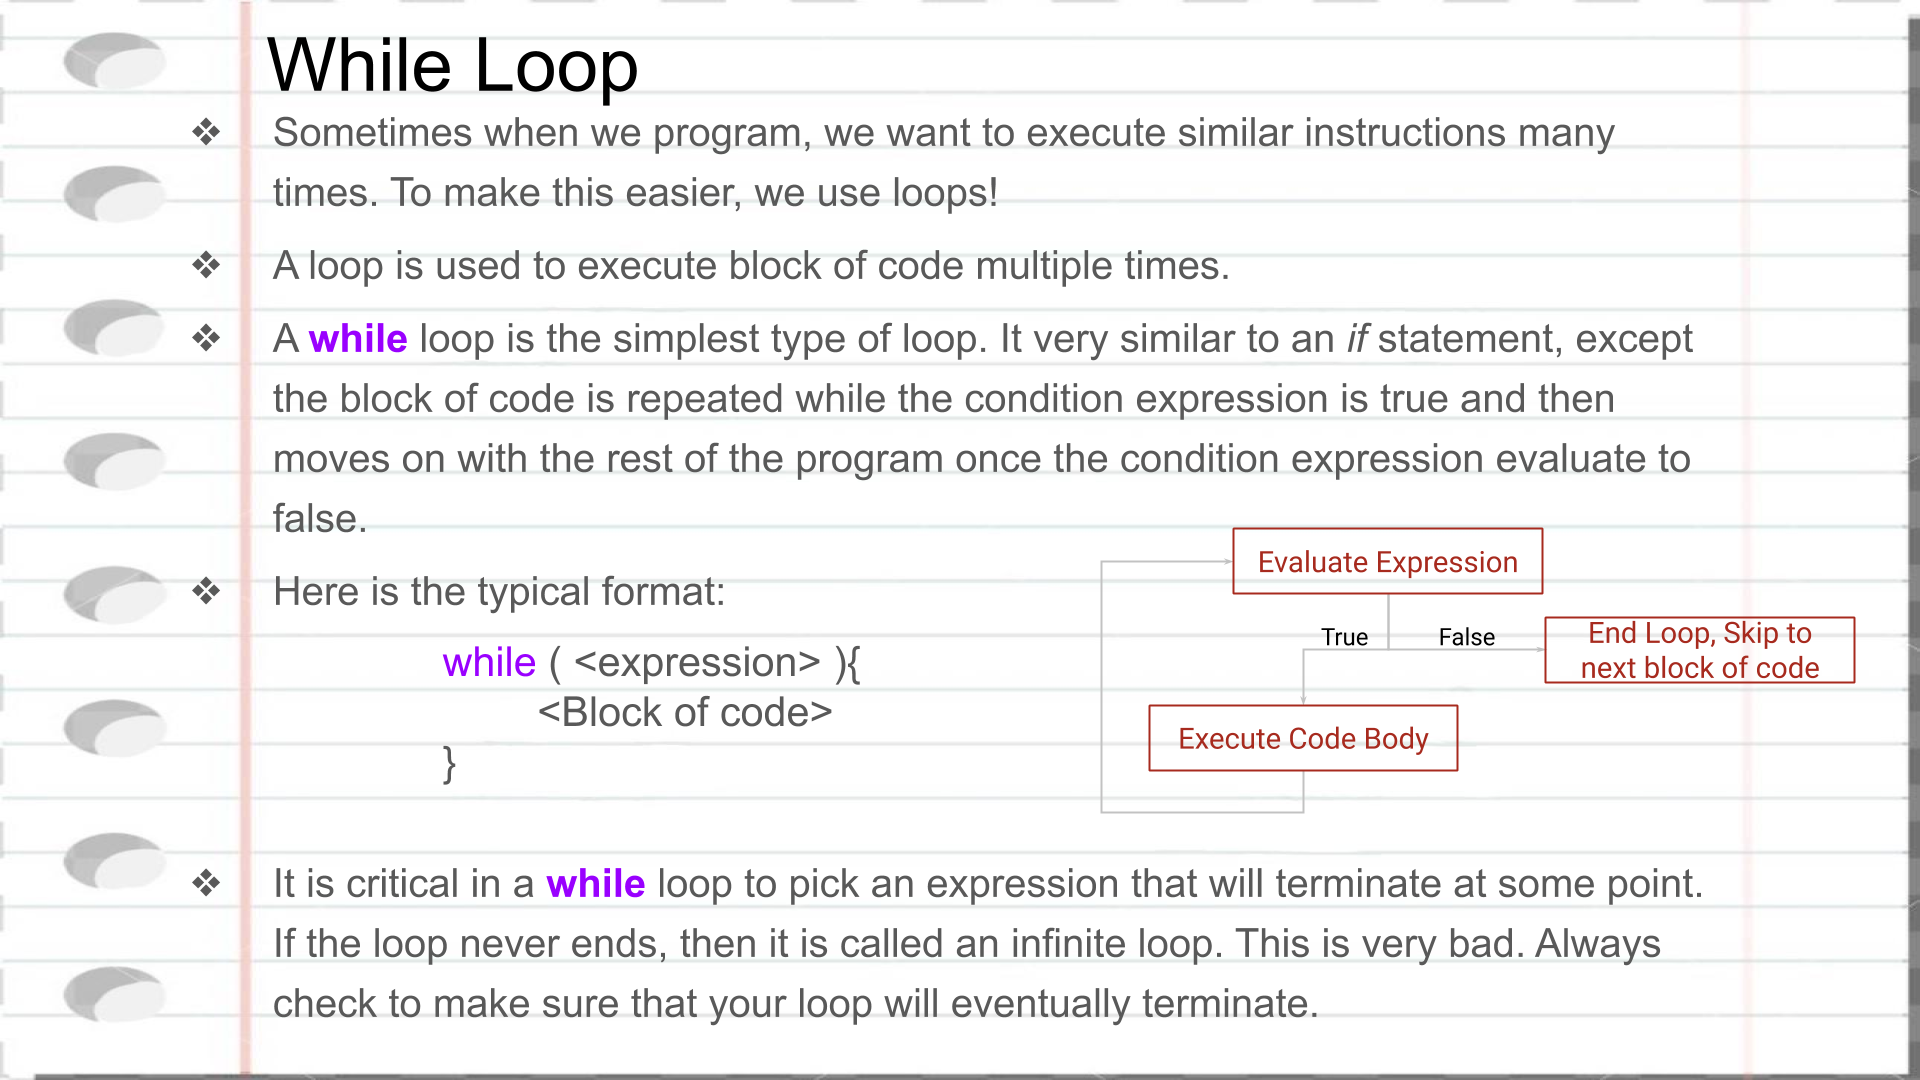 While Loop
❖ Sometimes when we program, we want to execute similar instructions many
times. To make this easier, we use loops!
❖ A loop is used to execute block of code multiple times.
❖ A while loop is the simplest type of loop. It very similar to an if statement, except
the block of code is repeated while the condition expression is true and then
moves on with the rest of the program once the condition expression evaluate to
false.
❖ Here is the typical format:
while ( <expression> ){
<Block of code>
}
Evaluate Expression
True
False
End Loop, Skip to
next block of code
Execute Code Body
❖ It is critical in a while loop to pick an expression that will terminate at some point.
If the loop never ends, then it is called an infinite loop. This is very bad. Always
check to make sure that your loop will eventually terminate.